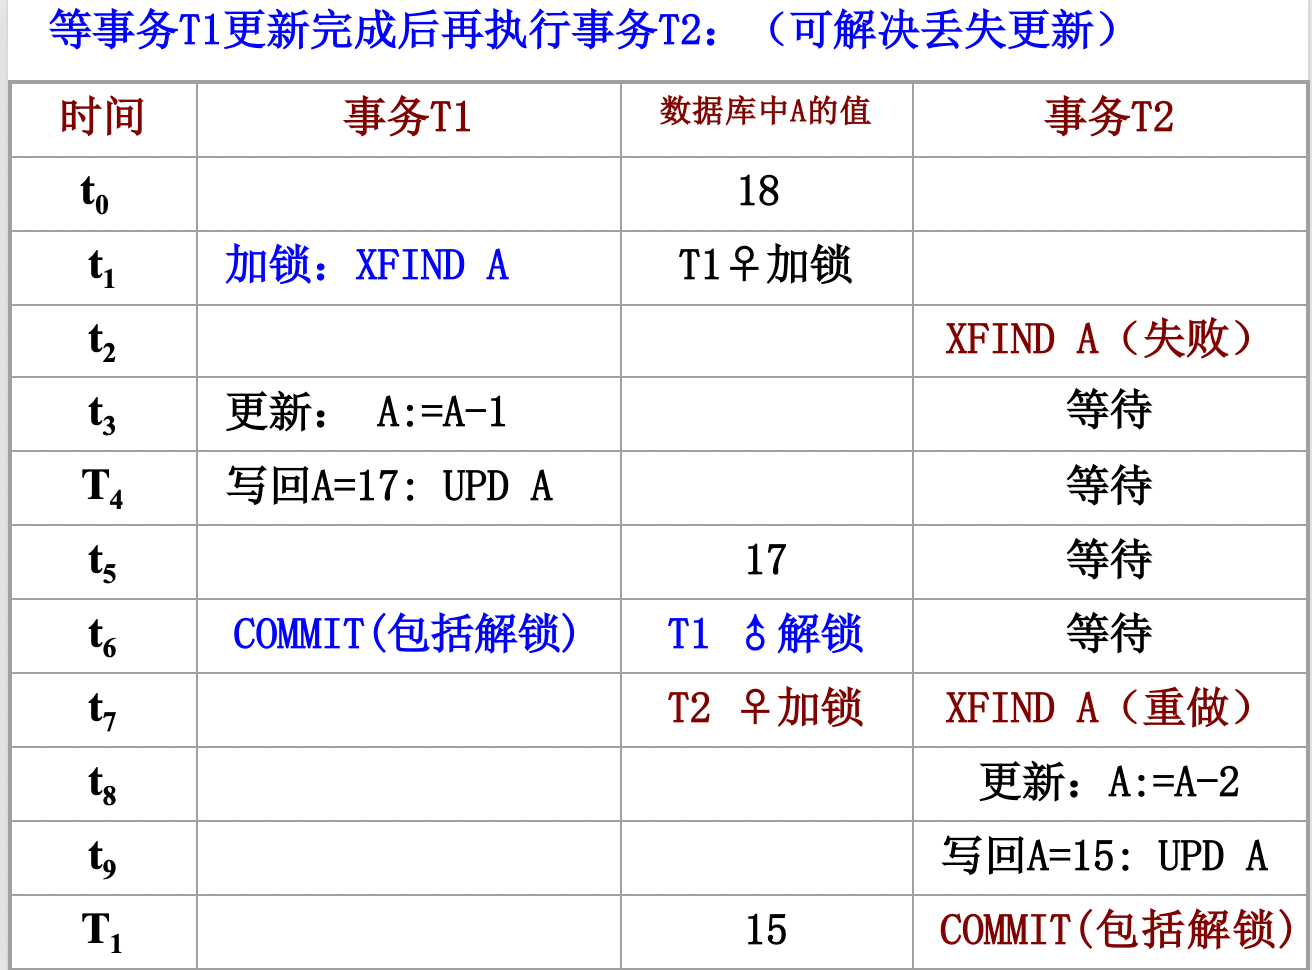 等事务T1更新完成后再执行事务T2：（可解决丢失更新）
时间 事务T1 数据库中A的值 事务T2
t0 18
t1 加锁：XFIND A T1♀加锁
t2 XFIND A（失败）
t3 更新： A:=A-1 等待
T4 写回A=17: UPD A 等待
t5 17 等待
t6 COMMIT(包括解锁) T1 ♁解锁 等待
t7 T2 ♀加锁 XFIND A（重做）
t8 更新：A:=A-2
t9 写回A=15: UPD A
T1 15 COMMIT(包括解锁)